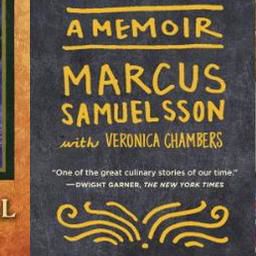 A MEMOIR
MARCUS
SAMUELSSON
with VERONICA CHAMBERS
"One of the great culinary stories of our time."
—DWIGHT GARNER, THE NEW YORK TIMES
L